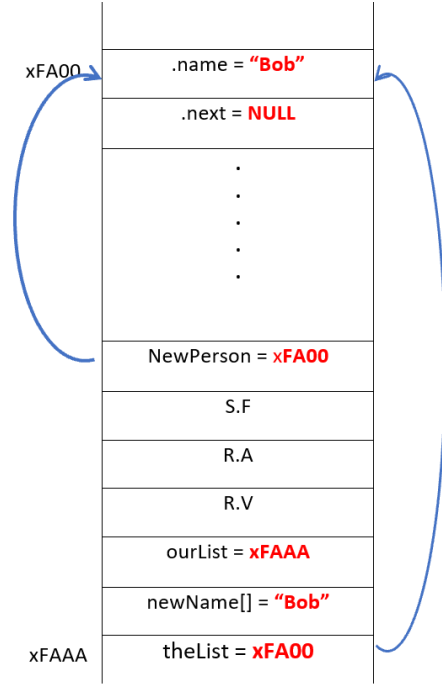 xFA00
.name = “Bob”
.next = NULL
NewPerson = xFA00
S.F
R.A
R.V
ourList = xFAAA
newName[] = “Bob”
xFAAA
theList = xFA00